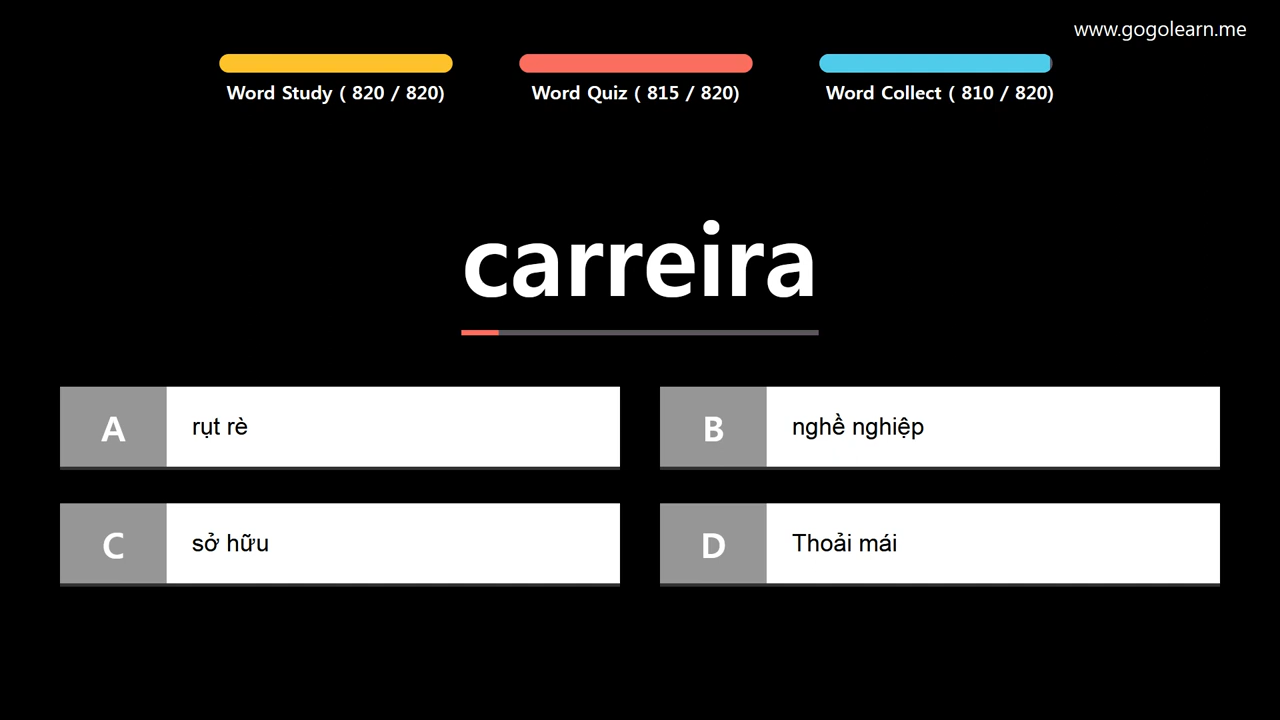 www.gogolearn.me
Word Study ( 820 / 820)
Word Quiz ( 815 / 820)
Word Collect ( 810 / 820)
carreira
A
rụt rè
B
nghề nghiệp
C
sở hữu
D
Thoải mái